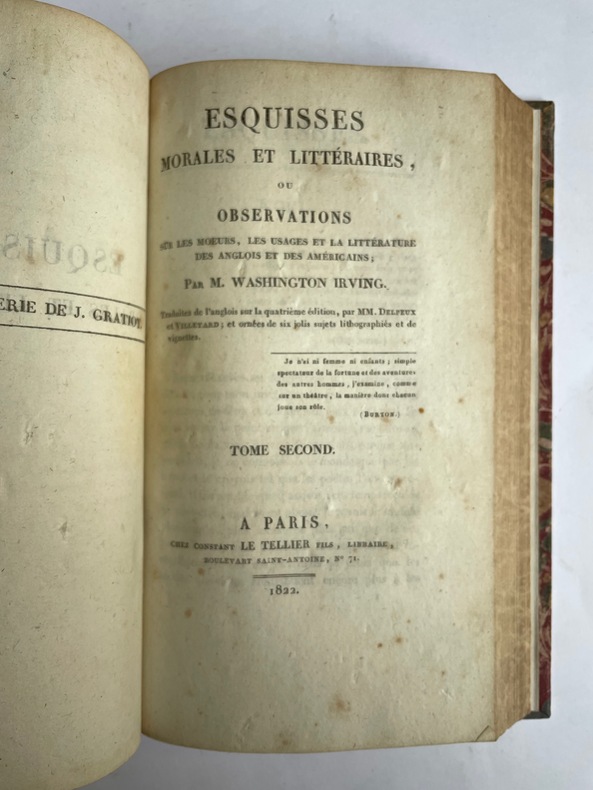 ERIE DE J. GRATIOT.
ESQUISSES
MORALES ET LITTÉRAIRES,
OU
OBSERVATIONS
SUR LES MOEURS, LES USAGES ET LA LITTÉRATURE
DES ANGLOIS ET DES AMÉRICAINS;
PAR M. WASHINGTON IRVING.
Traduites de l'anglois sur la quatrième édition, par MM. DELPEUX
et VILLETARD; et ornées de six jolis sujets lithographiés et de
vignettes.
Je n'ai ni femme ni enfants; simple
spectateur de la fortune et des aventures
des autres hommes, j'examine, comme
sur un théâtre, la manière dont chacun
joue son rôle.
(BURTON.)
TOME SECOND.
A PARIS,
CHEZ CONSTANT LE TELLIER FILS, LIBRAIRE,
BOULEVART SAINT-ANTOINE, N° 71.
1822.